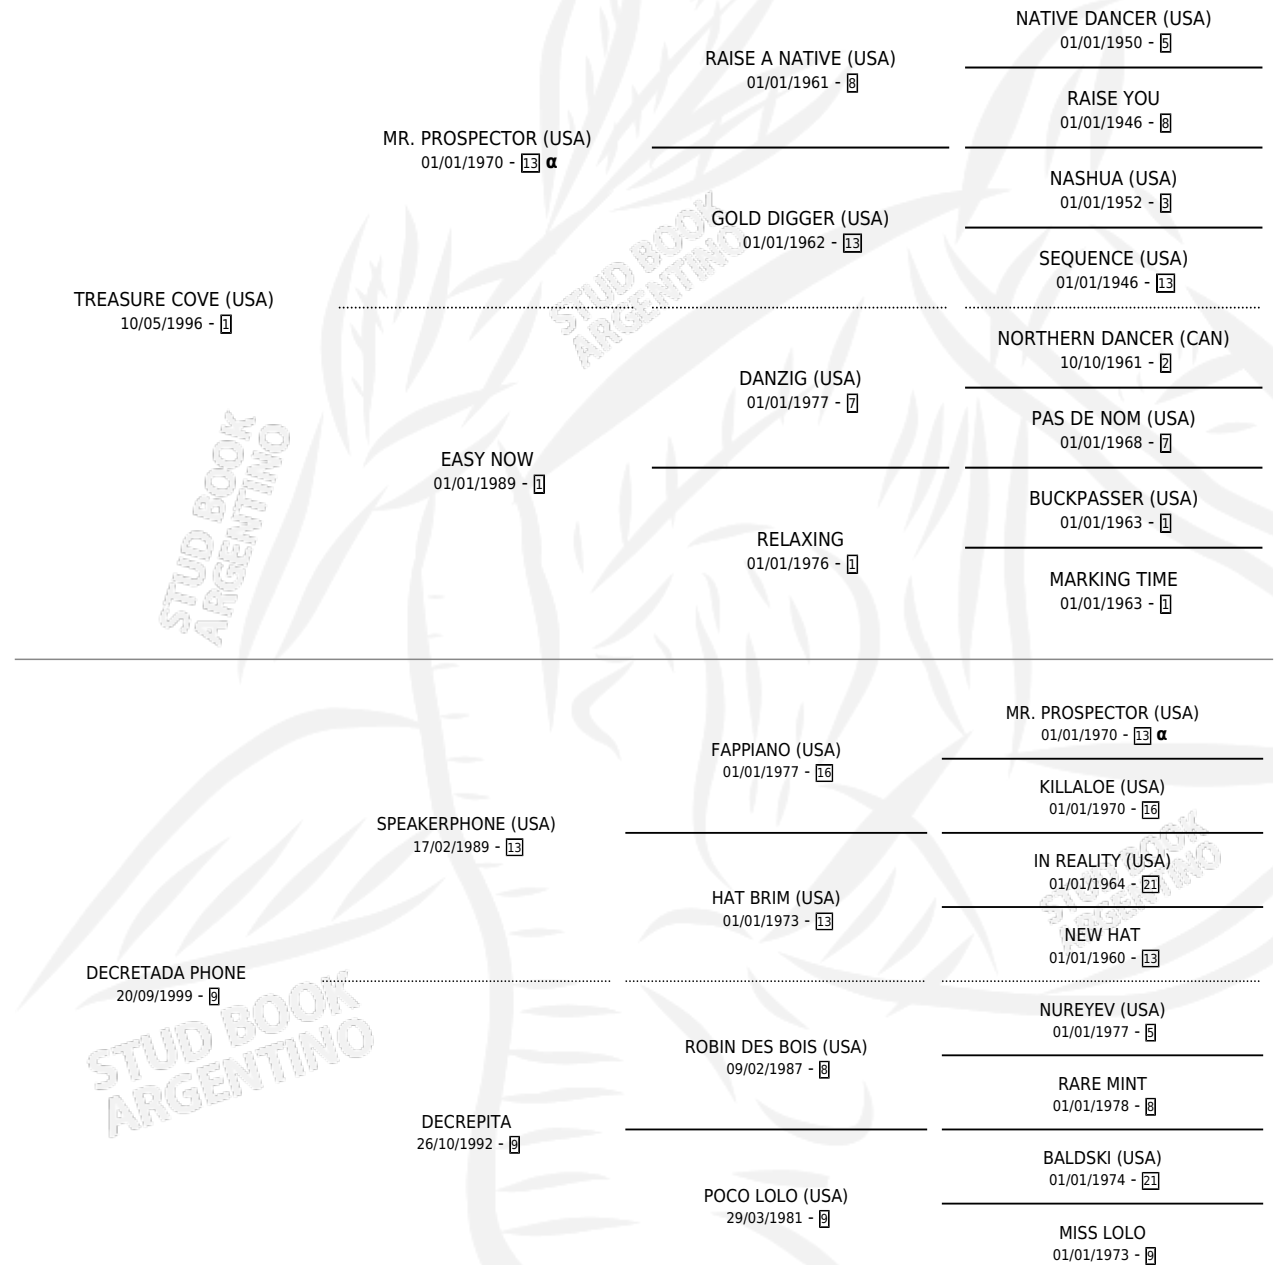 NATIVE DANCER (USA)
01/01/1950 - 5
RAISE A NATIVE (USA)
01/01/1961 - 8
RAISE YOU
01/01/1946 - 8
MR. PROSPECTOR (USA)
01/01/1970 - 13 α
NASHUA (USA)
01/01/1952 - 3
GOLD DIGGER (USA)
01/01/1962 - 13
SEQUENCE (USA)
01/01/1946 - 13
TREASURE COVE (USA)
10/05/1996 - 1
NORTHERN DANCER (CAN)
10/10/1961 - 2
DANZIG (USA)
01/01/1977 - 7
PAS DE NOM (USA)
01/01/1968 - 7
EASY NOW
01/01/1989 - 1
BUCKPASSER (USA)
01/01/1963 - 1
RELAXING
01/01/1976 - 1
MARKING TIME
01/01/1963 - 1
MR. PROSPECTOR (USA)
01/01/1970 - 13 α
FAPPIANO (USA)
01/01/1977 - 16
KILLALOE (USA)
01/01/1970 - 16
SPEAKERPHONE (USA)
17/02/1989 - 13
IN REALITY (USA)
01/01/1964 - 21
HAT BRIM (USA)
01/01/1973 - 13
NEW HAT
01/01/1960 - 13
DECRETADA PHONE
20/09/1999 - 9
NUREYEV (USA)
01/01/1977 - 5
ROBIN DES BOIS (USA)
09/02/1987 - 8
RARE MINT
01/01/1978 - 8
DECREPITA
26/10/1992 - 9
BALDSKI (USA)
01/01/1974 - 21
POCO LOLO (USA)
29/03/1981 - 9
MISS LOLO
01/01/1973 - 9
STUD BOOK
ARGENTINO
STUD BOOK
ARGENTINO
STUD BOOK
ARGENTINO
STUD BOOK
ARGENTINO